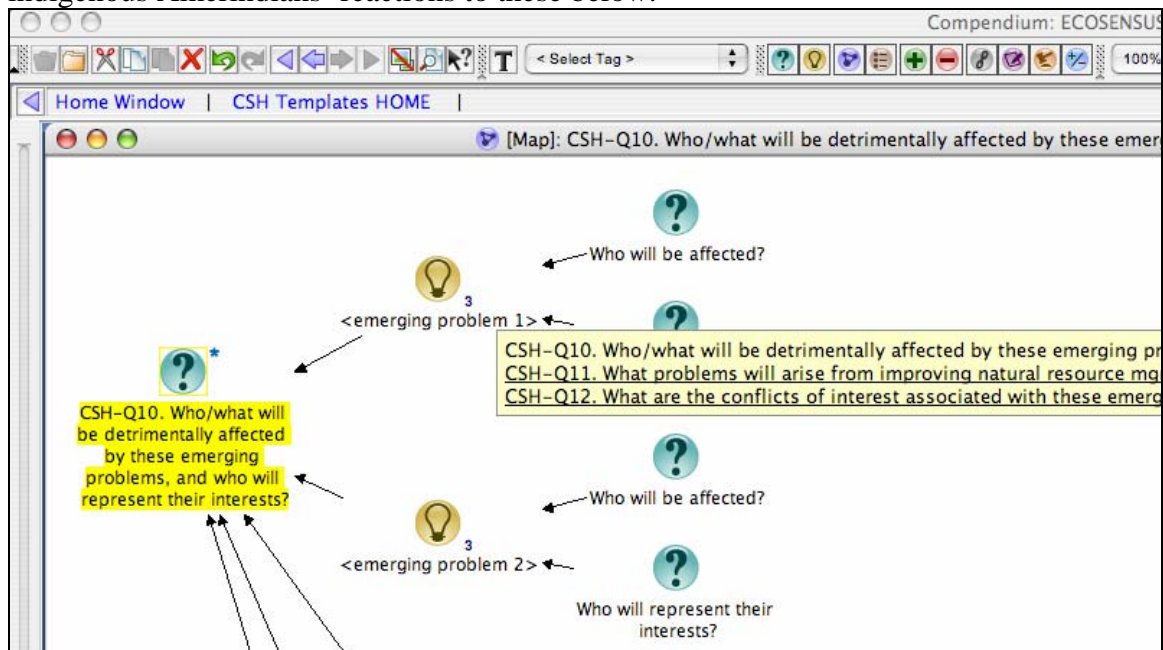 Compendium: ECOSENSUS
T < Select Tag > 100%
Home Window | CSH Templates HOME |
[Map]: CSH-Q10. Who/what will be detrimentally affected by these
Who will be affected?
3
<emerging problem 1>
CSH-Q10. Who/what will be detrimentally affected by these emerging
CSH-Q11. What problems will arise from improving natural resource
CSH-Q12. What are the conflicts of interest associated with these
*
CSH-Q10. Who/what will
be detrimentally affected
by these emerging
problems, and who will
represent their interests?
Who will be affected?
3
<emerging problem 2>
Who will represent their
interests?